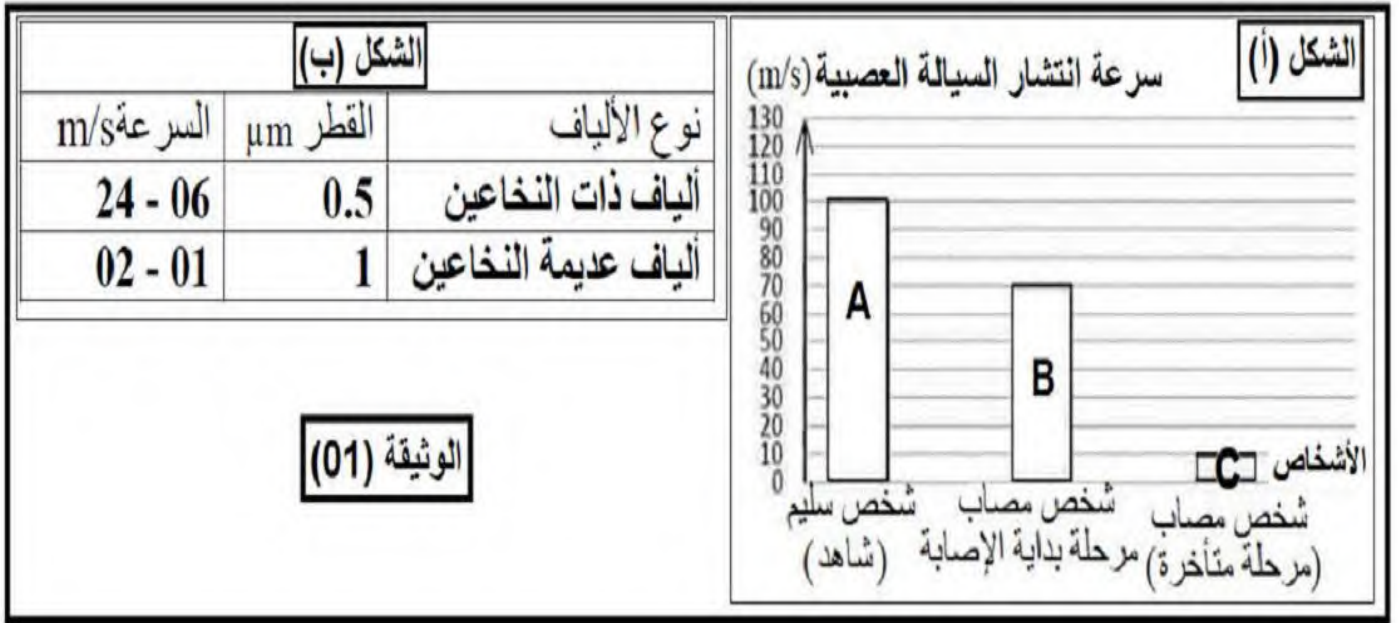 الشكل (أ)
سرعة انتشار السيالة العصبية (m/s)
130
120
110
100
90
80
70
60
50
40
30
20
10
0
A
B
C
الأشخاص
شخص سليم
(شاهد)
شخص مصاب
مرحلة بداية الإصابة
شخص مصاب
(مرحلة متأخرة)
الشكل (ب)
نوع الألياف القطر µm السرعة m/s
ألياف ذات النخاعين 0.5 24 - 06
ألياف عديمة النخاعين 1 02 - 01
الوثيقة (01)